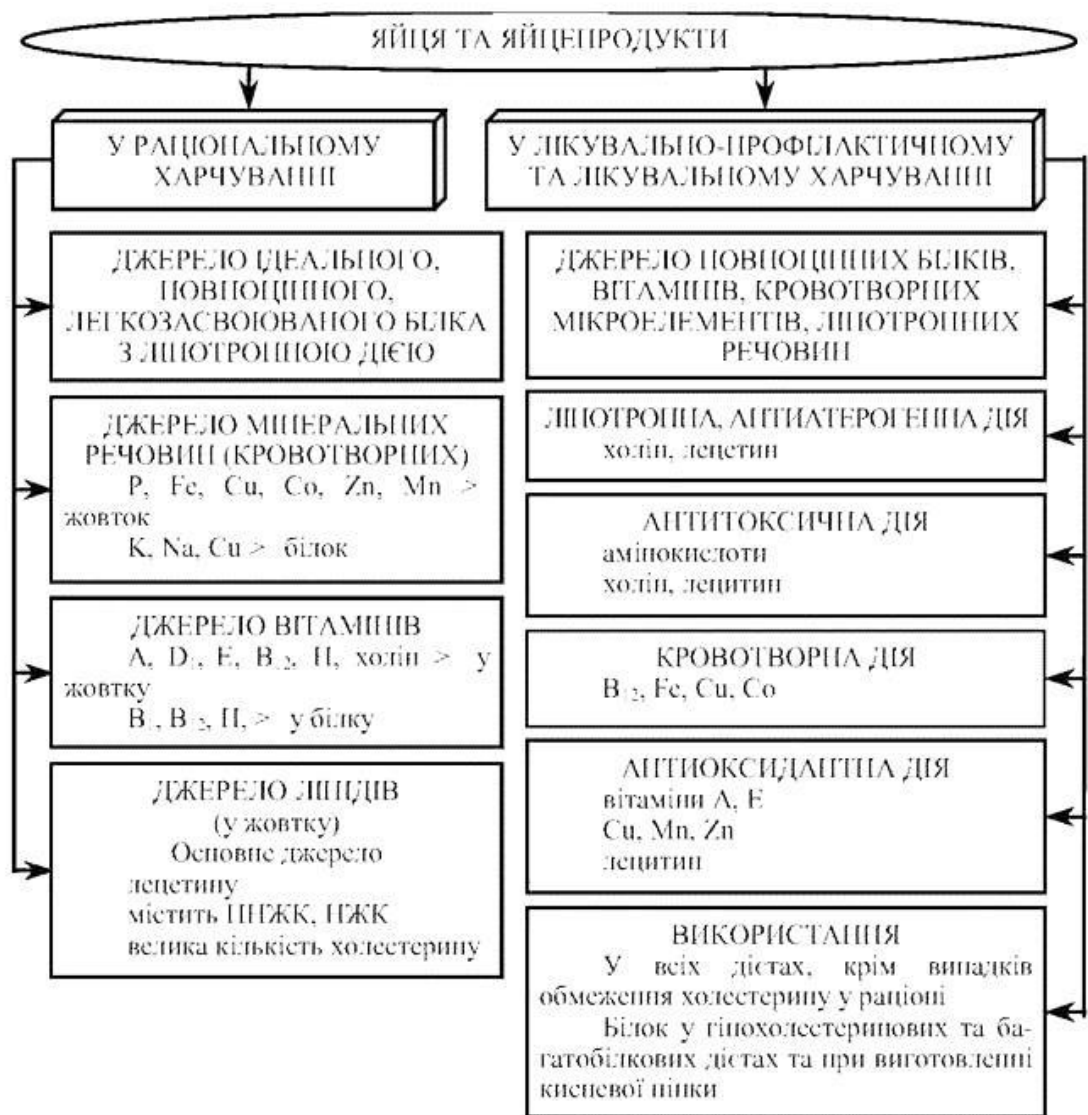 ЯЙЦЯ ТА ЯЙЦЕПРОДУКТИ
У РАЦІОНАЛЬНОМУ
ХАРЧУВАННІ
ДЖЕРЕЛО ІДЕАЛЬНОГО,
ПОВНОЦІННОГО,
ЛЕГКОЗАСВОЮВАНОГО БІЛКА
З ЛІПОТРОПНОЮ ДІЄЮ
ДЖЕРЕЛО МІНЕРАЛЬНИХ
РЕЧОВИН (КРОВОТВОРНИХ)
P, Fe, Cu, Co, Zn, Mn >
жовток
K, Na, Cu > білок
ДЖЕРЕЛО ВІТАМІНІВ
А, D, Е, В₁₂, Н, холін > у
жовтку
В, В, Н, > у білку
ДЖЕРЕЛО ЛІПІДІВ
(у жовтку)
Основне джерело
лецетину
містить ПНЖК, НЖК
велика кількість холестерину
У ЛІКУВАЛЬНО-ПРОФІЛАКТИЧНОМУ
ТА ЛІКУВАЛЬНОМУ ХАРЧУВАННІ
ДЖЕРЕЛО ПОВНОЦІННИХ БІЛКІВ,
ВІТАМІНІВ, КРОВОТВОРНИХ
МІКРОЕЛЕМЕНТІВ, ЛІПОТРОПНИХ
РЕЧОВИН
ЛІПОТРОПНА, АНТИАТЕРОГЕННА ДІЯ
холін, лецетин
АНТИТОКСИЧНА ДІЯ
амінокислоти
холін, лецитин
КРОВОТВОРНА ДІЯ
В₁₂, Fe, Cu, Co
АНТИОКСИДАНТНА ДІЯ
вітаміни А, Е
Cu, Mn, Zn
лецитин
ВИКОРИСТАННЯ
У всіх дієтах, крім випадків
обмеження холестерину у раціоні
Білок у гіпохолестеринових та ба-
гатобілкових дієтах та при виготовленні
кисневої пінки